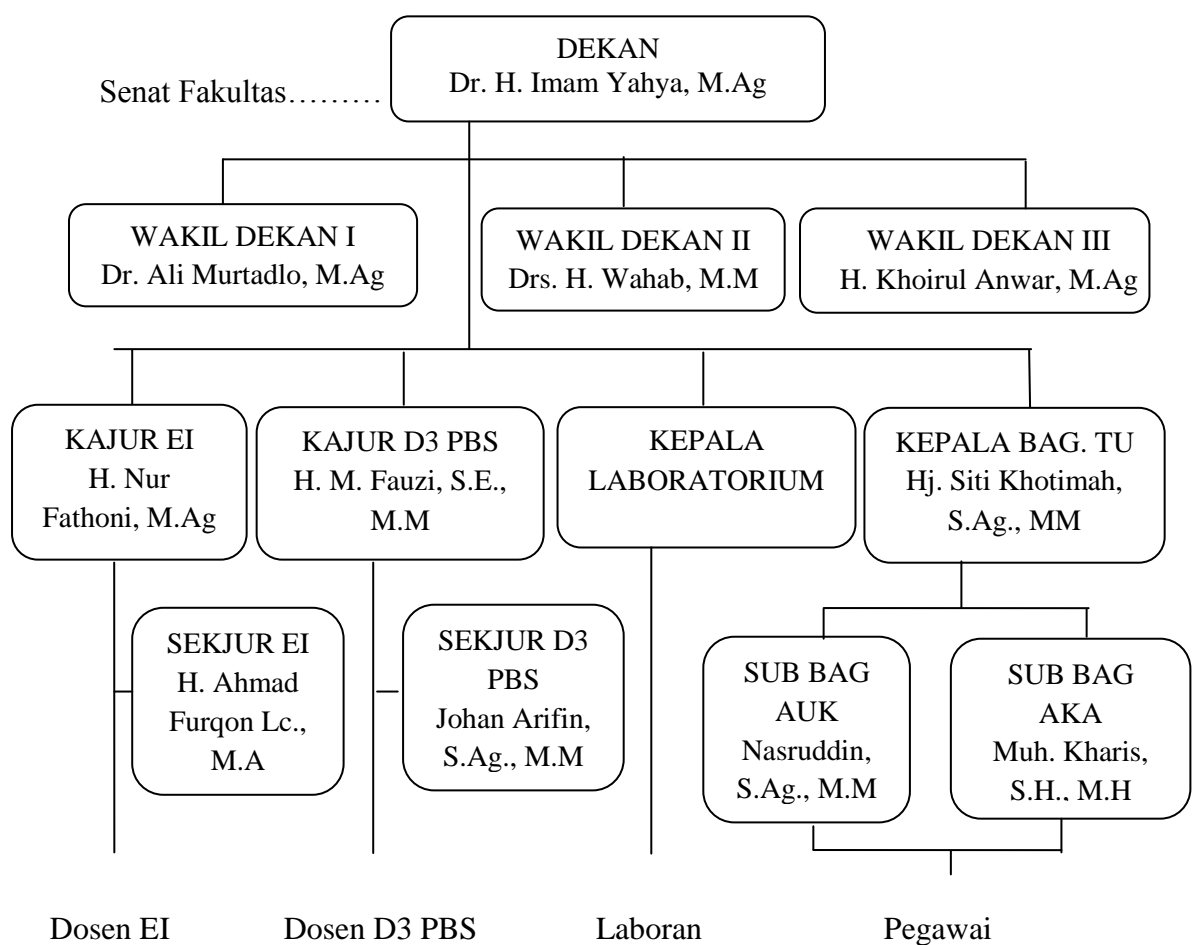 DEKAN
Dr. H. Imam Yahya, M.Ag
Senat Fakultas.........
WAKIL DEKAN I
Dr. Ali Murtadlo, M.Ag
WAKIL DEKAN II
Drs. H. Wahab, M.M
WAKIL DEKAN III
H. Khoirul Anwar, M.Ag
KAJUR EI
H. Nur
Fathoni, M.Ag
KAJUR D3 PBS
H. M. Fauzi, S.E.,
M.M
KEPALA
LABORATORIUM
KEPALA BAG. TU
Hj. Siti Khotimah,
S.Ag., MM
SEKJUR EI
H. Ahmad
Furqon Lc.,
M.A
SEKJUR D3
PBS
Johan Arifin,
S.Ag., M.M
SUB BAG
AUK
Nasruddin,
S.Ag., M.M
SUB BAG
AKA
Muh. Kharis,
S.H., M.H
Dosen EI
Dosen D3 PBS
Laboran
Pegawai